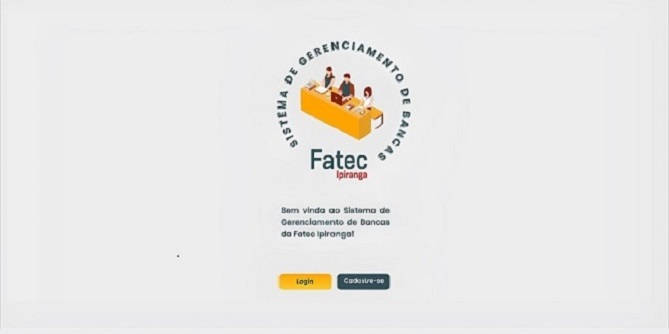 SISTEMA DE GERENCIAMENTO DE BANCAS
Fatec
Ipiranga
Bem vinda ao Sistema de
Gerenciamento de Bancas
da Fatec Ipiranga!
Login
Cadastre-se